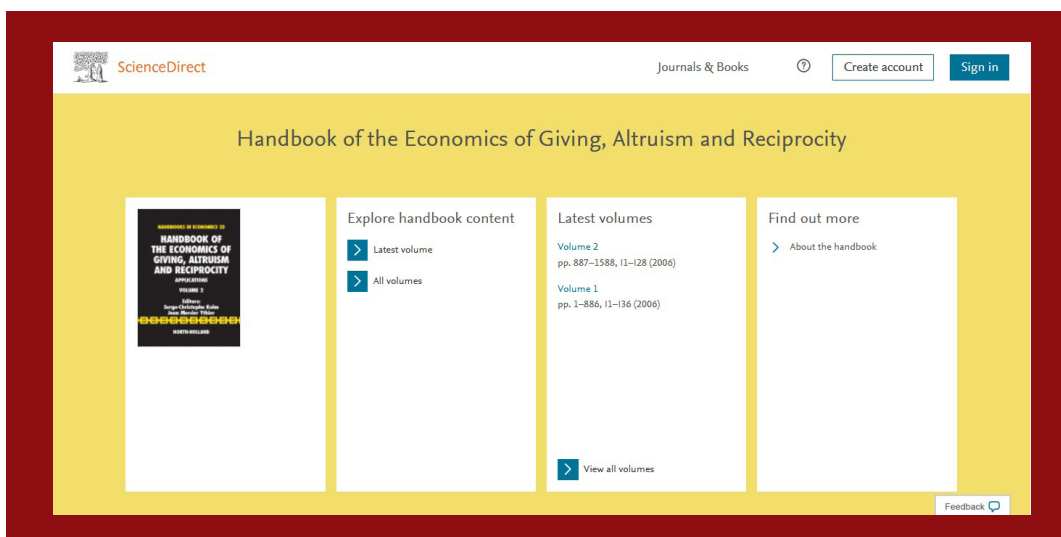 ScienceDirect
Journals & Books
?
Create account
Sign in
Handbook of the Economics of Giving, Altruism and Reciprocity
HANDBOOKS IN ECONOMICS 23
HANDBOOK OF
THE ECONOMICS OF
GIVING, ALTRUISM
AND RECIPROCITY
APPLICATIONS
VOLUME 2
Editors:
Serge-Christophe Kolm
Jean Mercier Ythier
NORTH-HOLLAND
Explore handbook content
Latest volume
All volumes
Latest volumes
Volume 2
pp. 887–1588, I1–I28 (2006)
Volume 1
pp. 1–886, I1–I36 (2006)
View all volumes
Find out more
About the handbook
Feedback